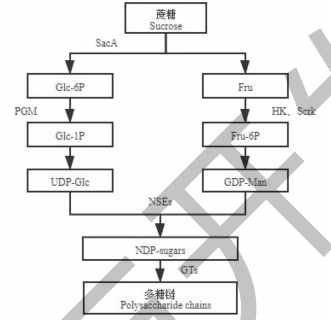 蔗糖
Sucrose
SacA
Glc-6P
Fru
PGM
HK、Scrk
Glc-1P
Fru-6P
UDP-Glc
GDP-Man
NSEs
NDP-sugars
GTs
多糖链
Polysaccharide chains